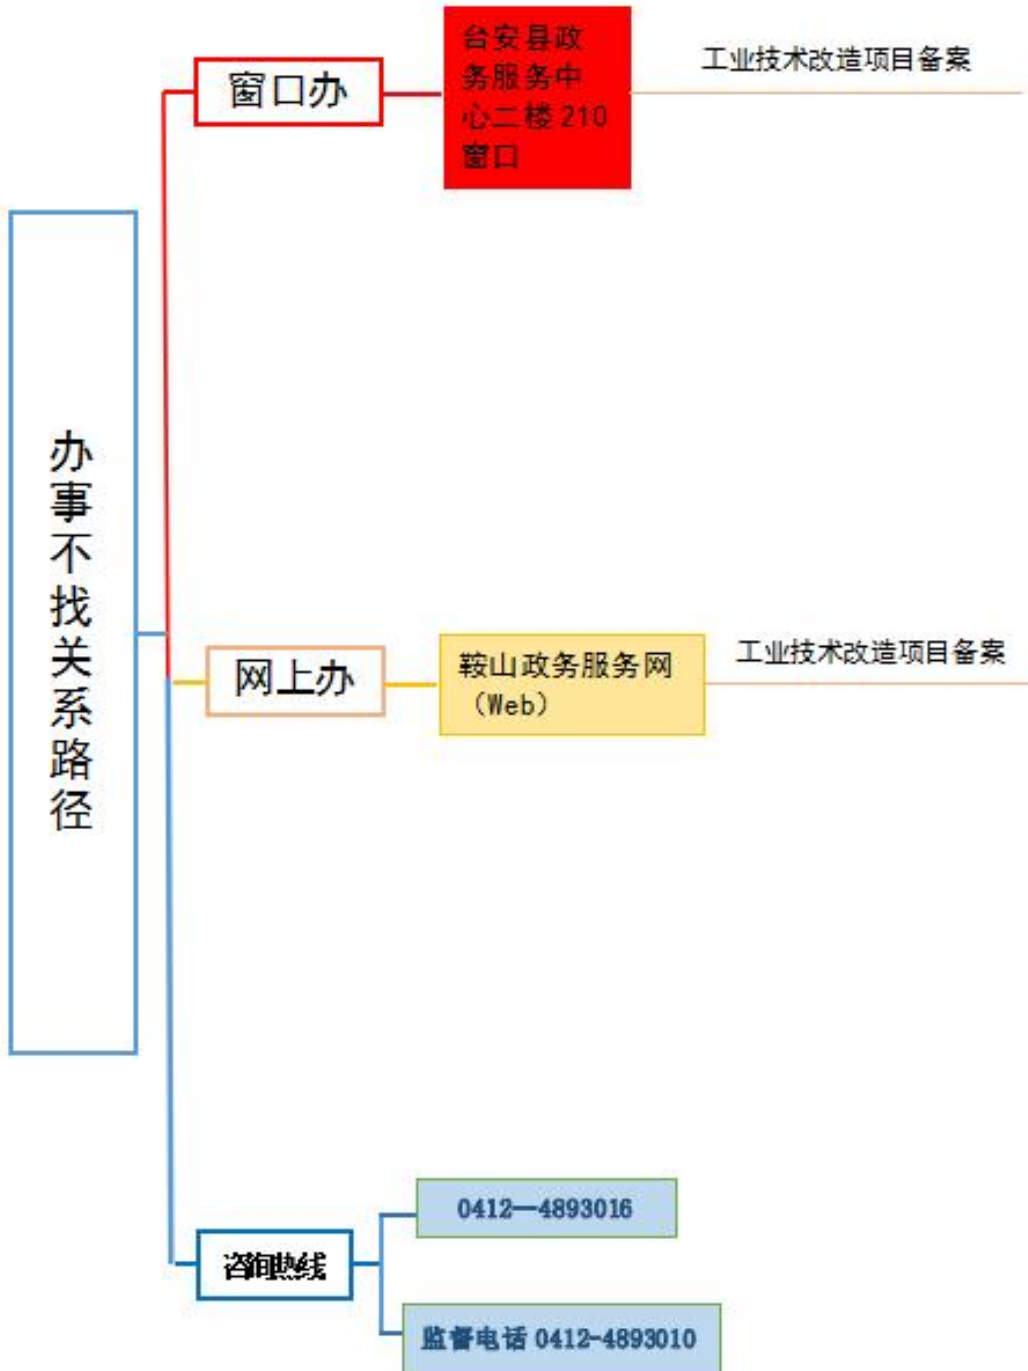 办事不找关系路径
窗口办
台安县政
务服务中
心二楼 210
窗口
工业技术改造项目备案
网上办
鞍山政务服务网
（Web）
工业技术改造项目备案
咨询热线
0412—4893016
监督电话 0412-4893010